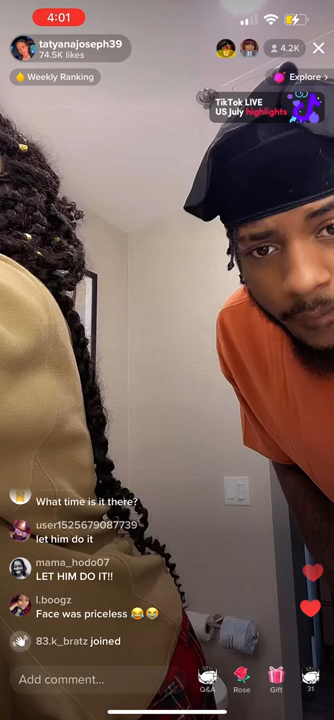 4:01
tatyanajoseph39
74.5K likes
4.2K
Weekly Ranking
Explore >
TikTok LIVE
US July highlights
What time is it there?
user1525679087739
let him do it
mama_hodo07
LET HIM DO IT!!
l.boogz
Face was priceless 😂😭
83.k_bratz joined
Add comment...
Q&A
Rose
Gift
31